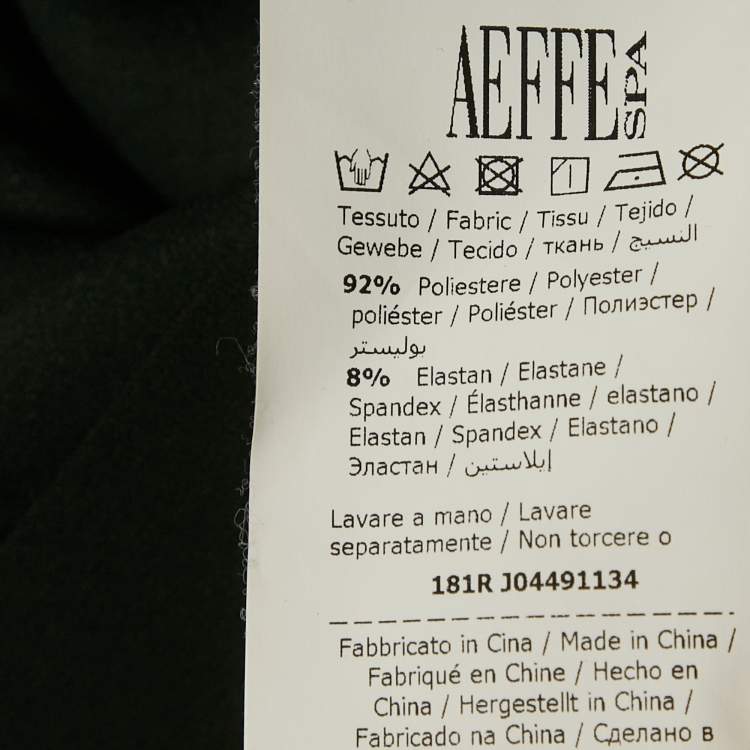 AEFFE SPA
Tessuto / Fabric / Tissu / Tejido /
Gewebe / Tecido / ткань / النسيج
92% Poliestere / Polyester /
poliéster / Poliéster / Полиэстер /
بوليستر
8% Elastan / Elastane /
Spandex / Élasthanne / elastano /
Elastan / Spandex / Elastano /
Эластан / إيلاستين
Lavare a mano / Lavare
separatamente / Non torcere o
181R J04491134
Fabbricato in Cina / Made in China /
Fabriqué en Chine / Hecho en
China / Hergestellt in China /
Fabricado na China / Сделано в